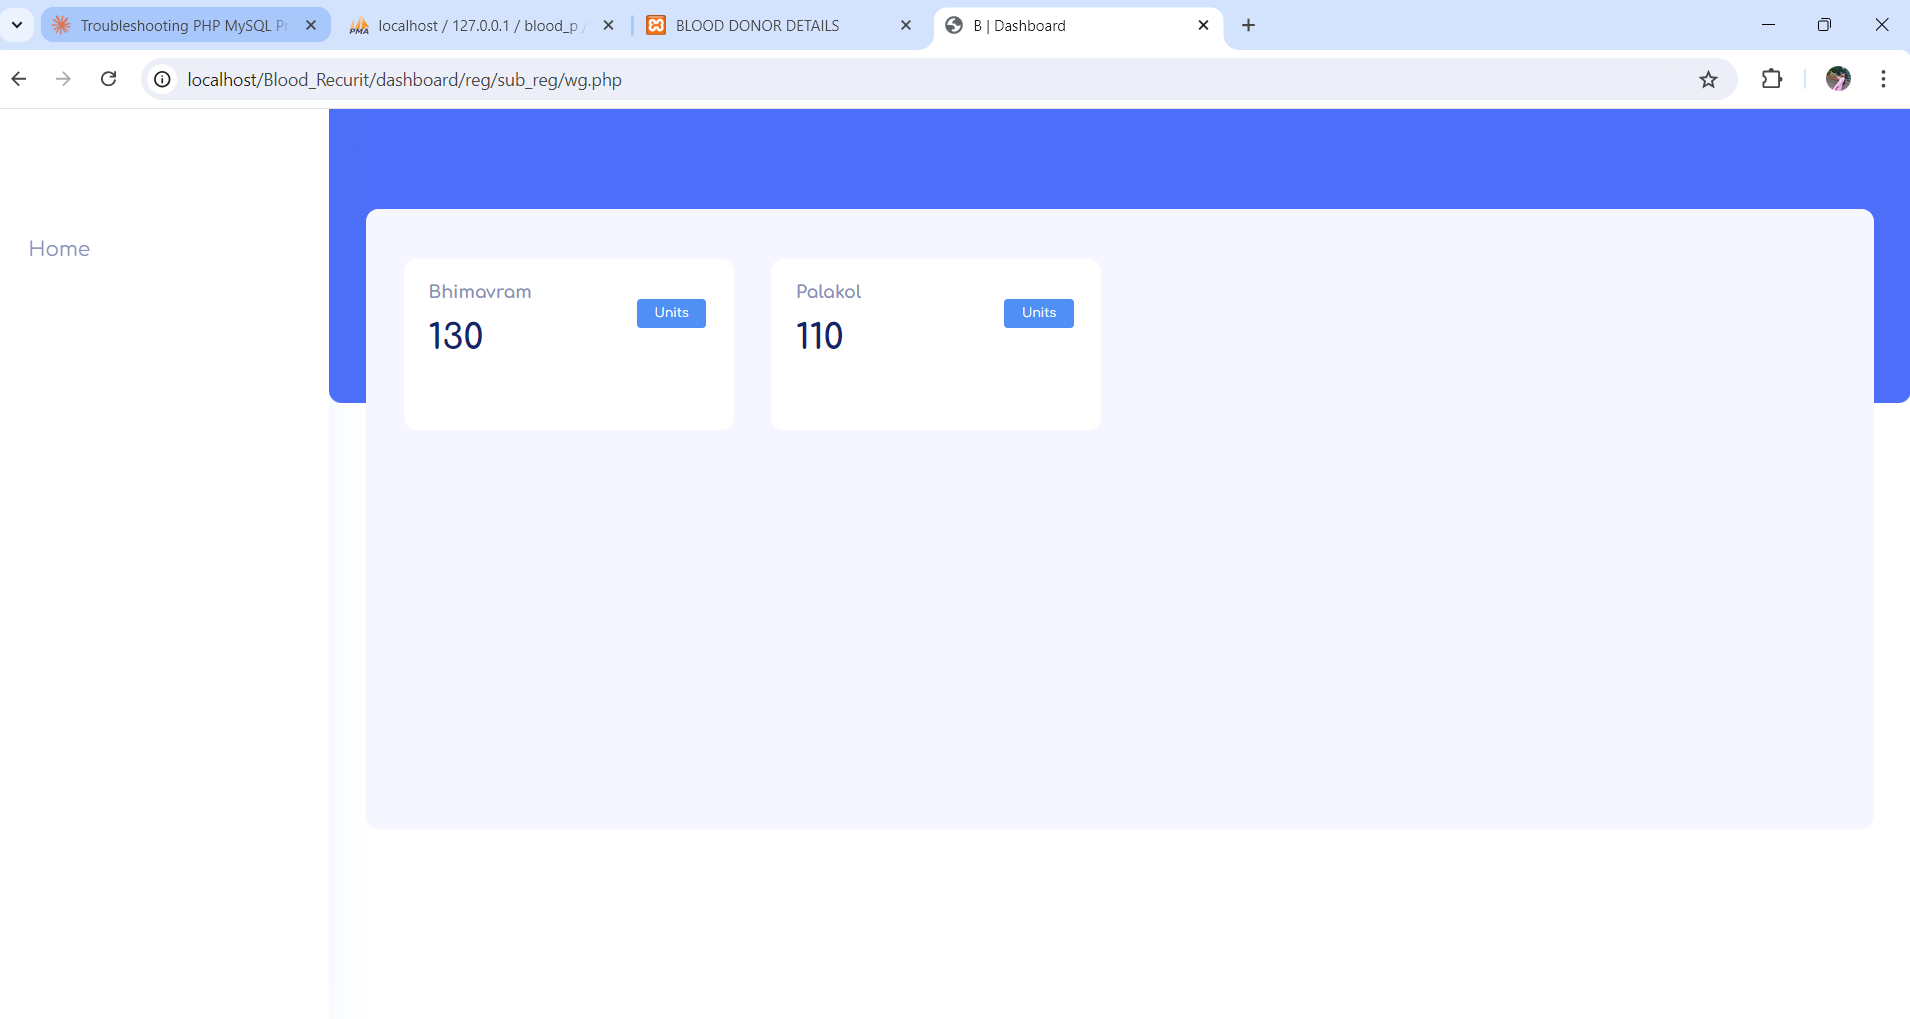 Troubleshooting PHP MySQL Pr
localhost / 127.0.0.1 / blood_p /
BLOOD DONOR DETAILS
B | Dashboard
localhost/Blood_Recurit/dashboard/reg/sub_reg/wg.php
Home
Bhimavram
Units
130
Palakol
Units
110
PMA